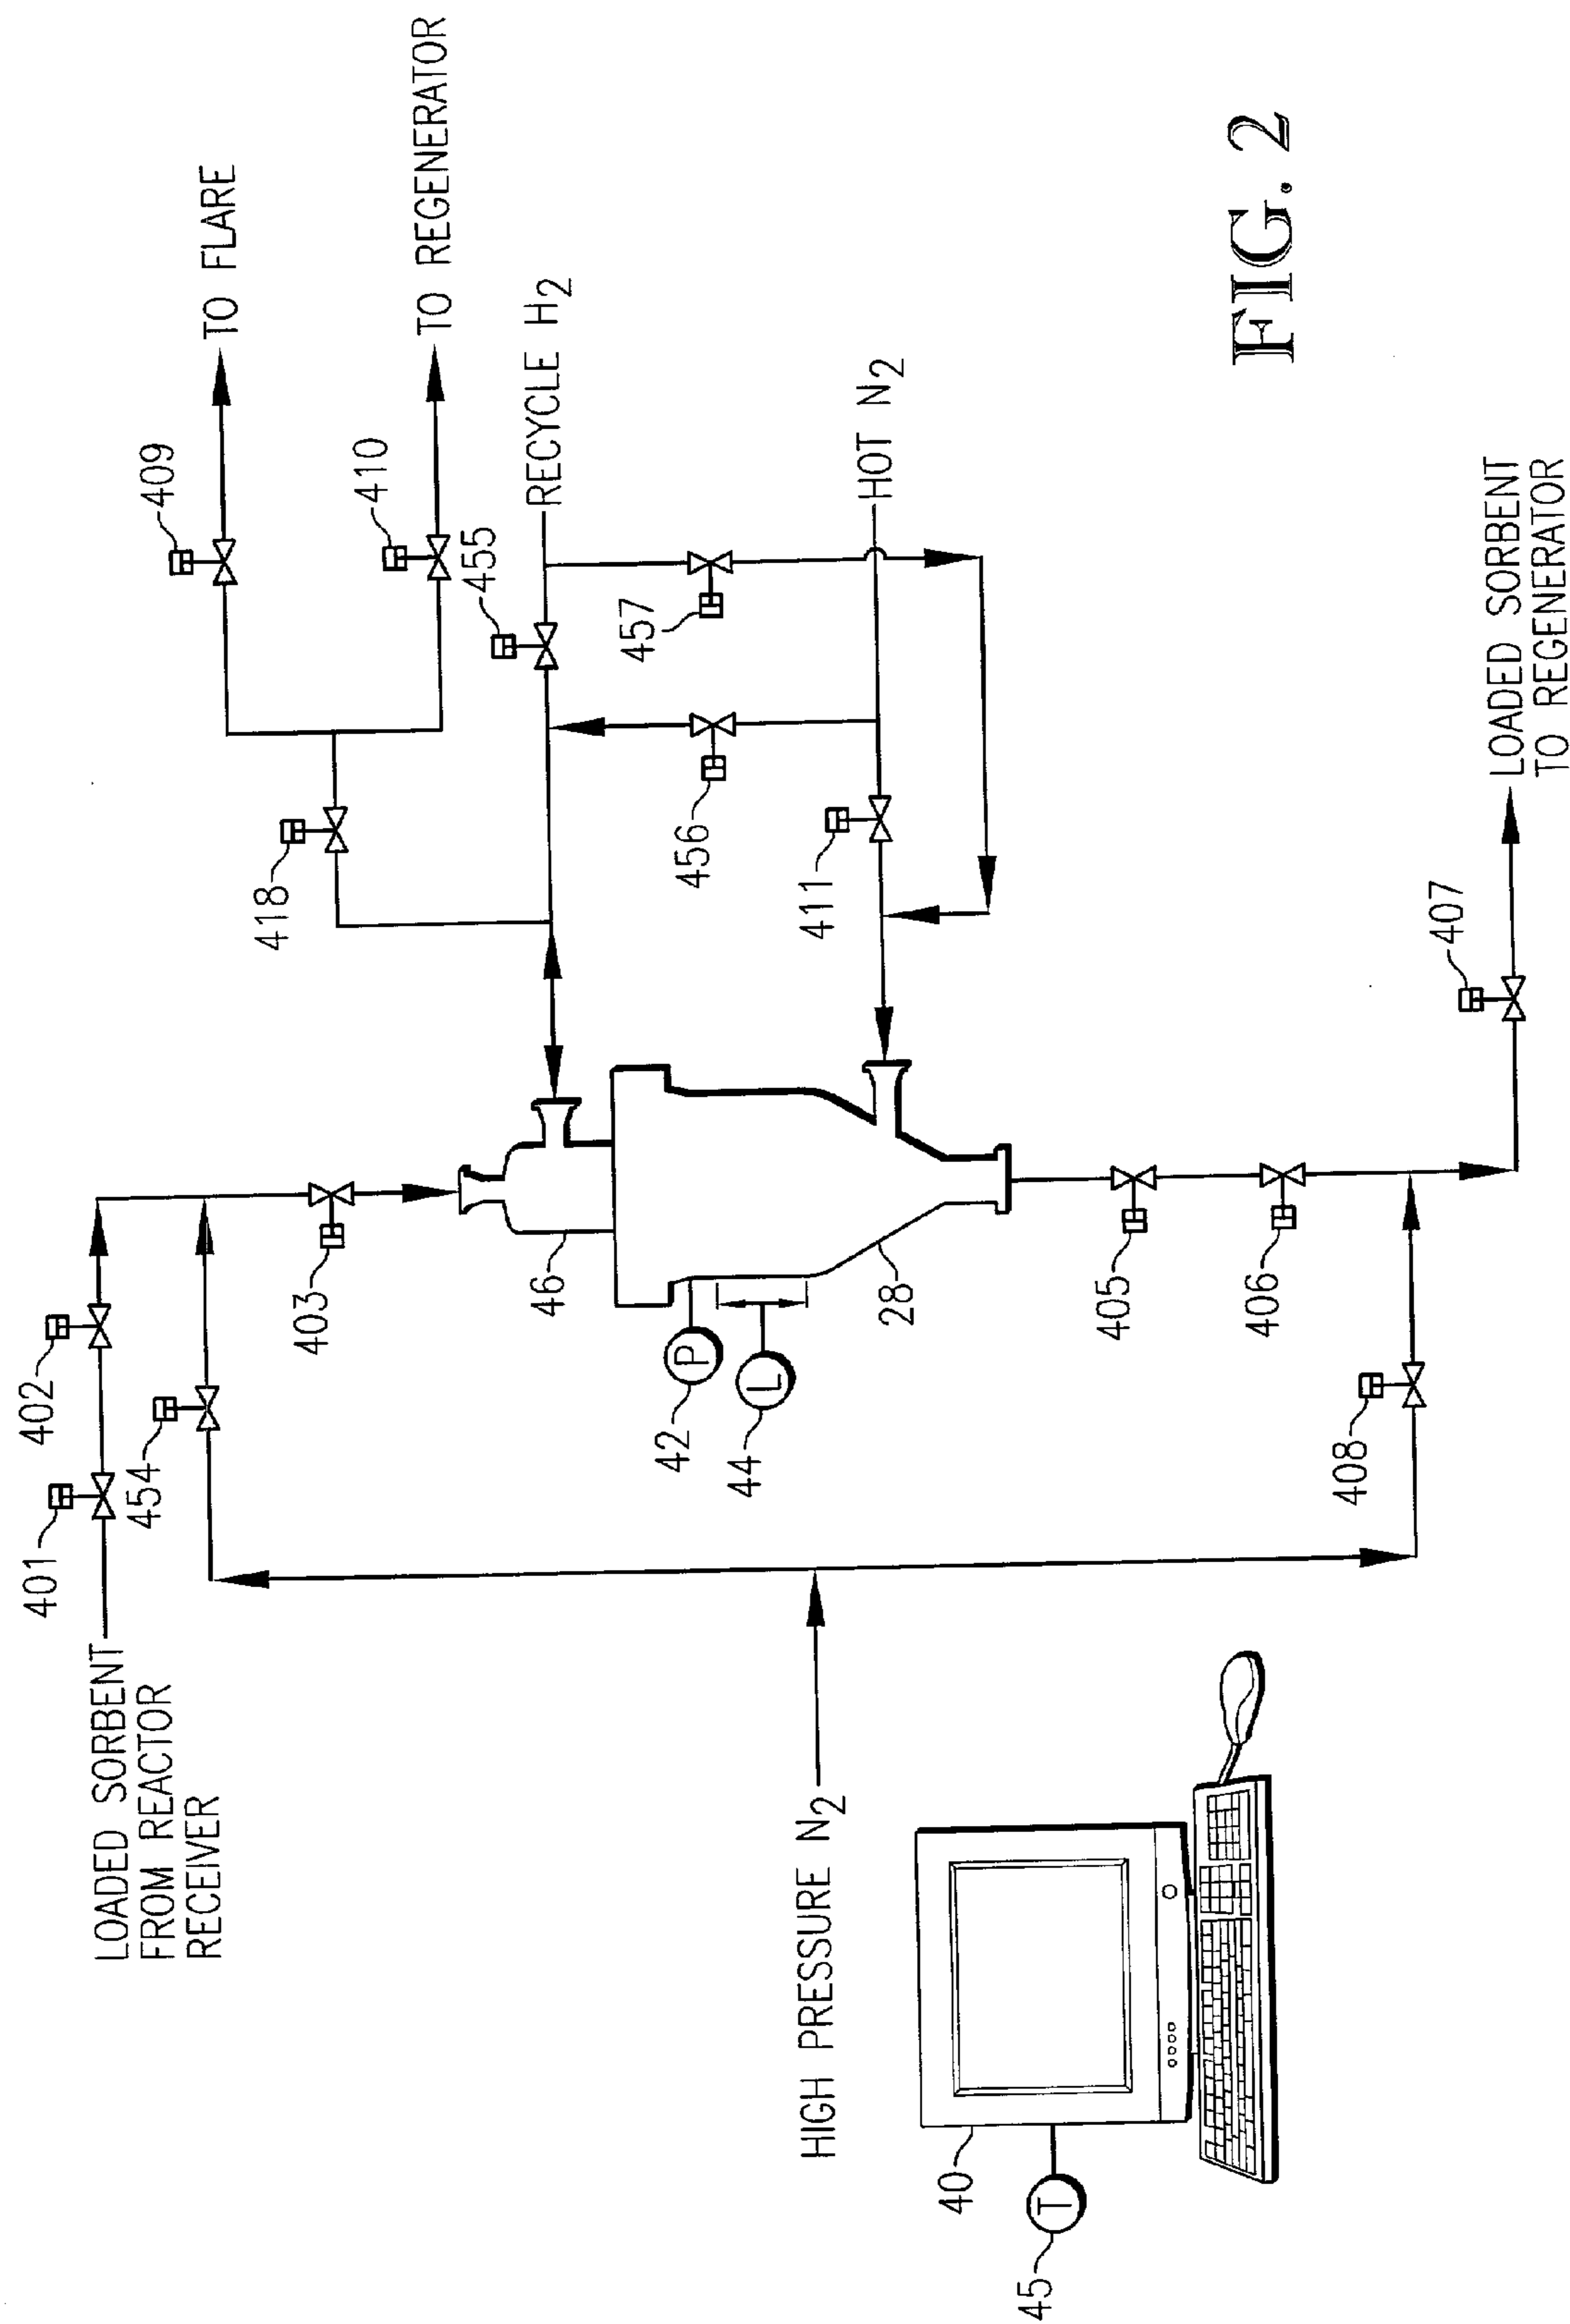 401
402
454
403
LOADED SORBENT
FROM REACTOR
RECEIVER
418
409
TO FLARE
410
TO REGENERATOR
455
RECYCLE H2
457
456
HOT N2
411
46
P
42
L
44
28
HIGH PRESSURE N2
405
406
408
407
LOADED SORBENT
TO REGENERATOR
40
T
45
FIG. 2